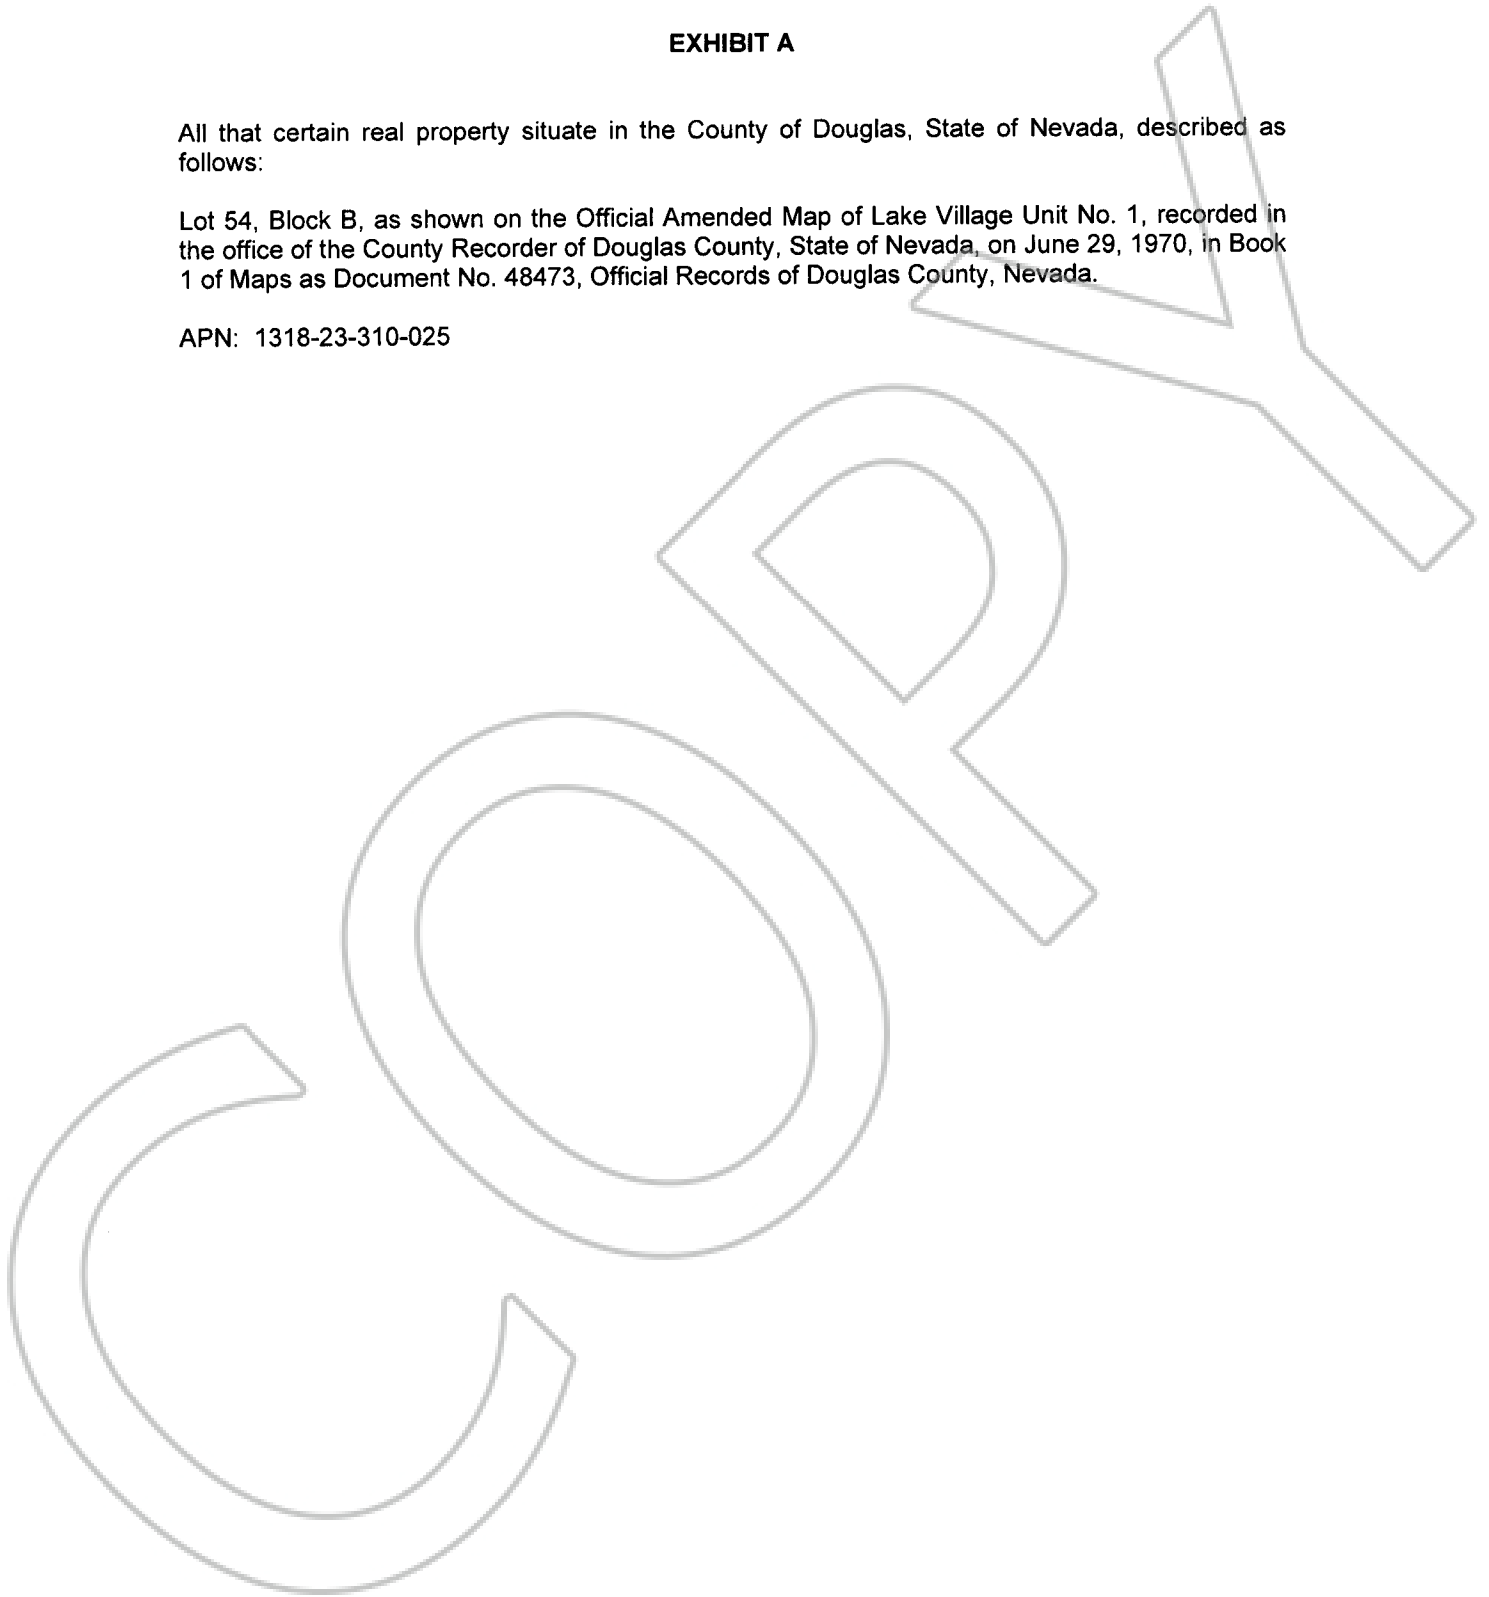 EXHIBIT A
All that certain real property situate in the County of Douglas, State of Nevada, described as
follows:
Lot 54, Block B, as shown on the Official Amended Map of Lake Village Unit No. 1, recorded in
the office of the County Recorder of Douglas County, State of Nevada, on June 29, 1970, in Book
1 of Maps as Document No. 48473, Official Records of Douglas County, Nevada.
APN: 1318-23-310-025
COPY